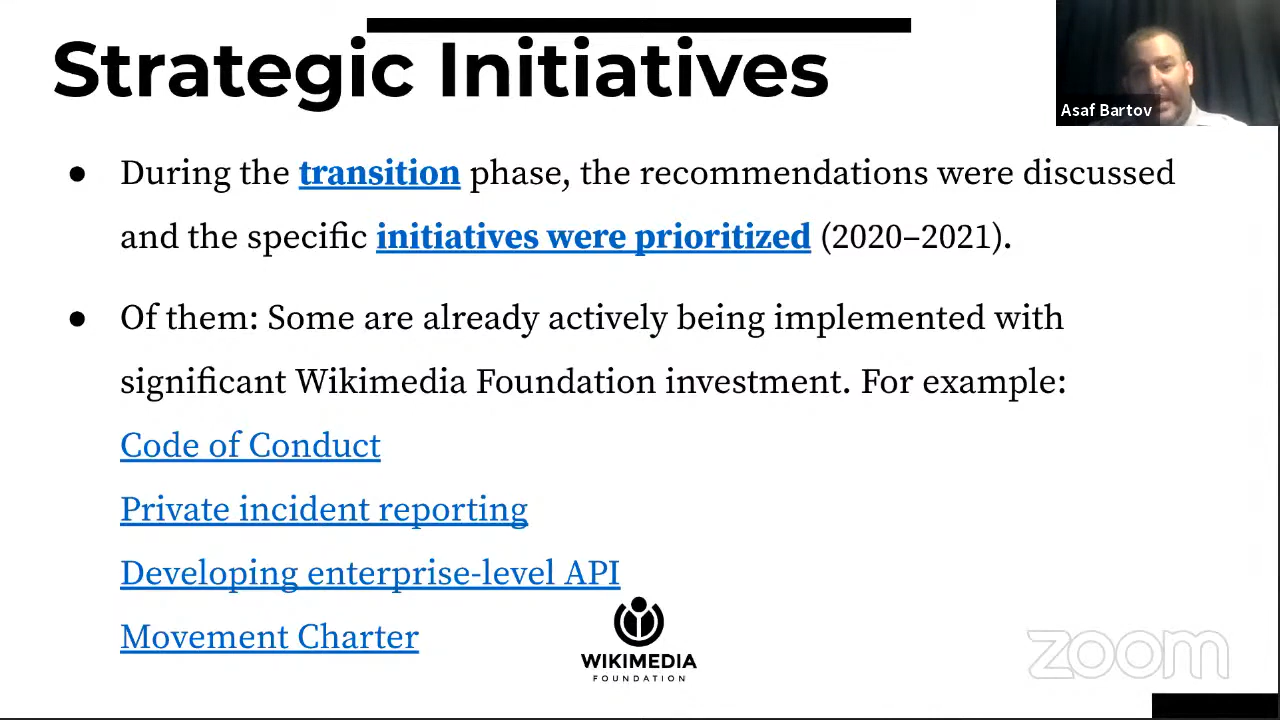 Strategic Initiatives
Asaf Bartov
● During the transition phase, the recommendations were discussed
and the specific initiatives were prioritized (2020–2021).
● Of them: Some are already actively being implemented with
significant Wikimedia Foundation investment. For example:
Code of Conduct
Private incident reporting
Developing enterprise-level API
Movement Charter
WIKIMEDIA
FOUNDATION
zoom